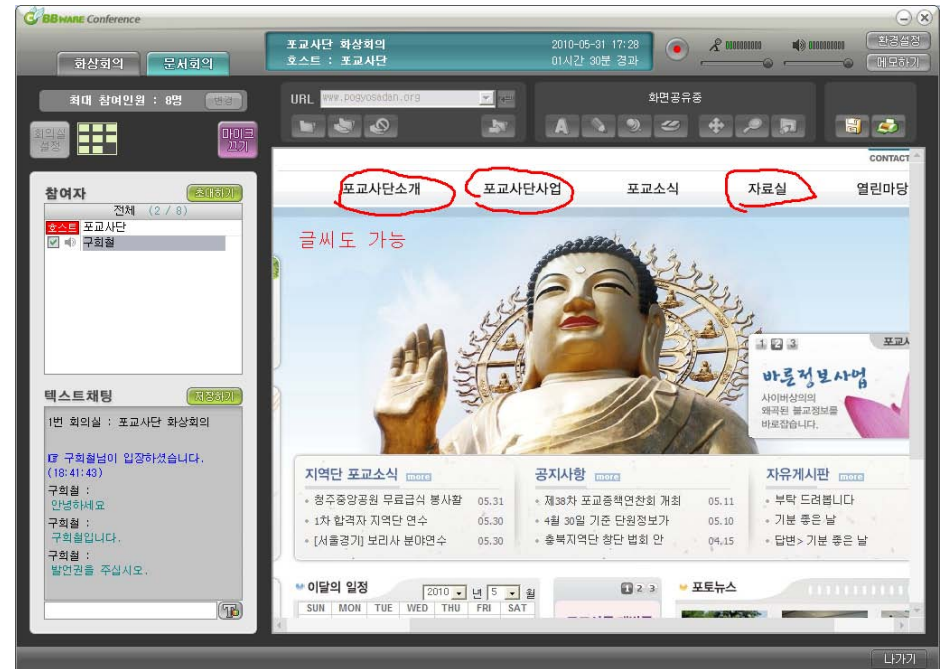 BBWARE Conference
화상회의 문서회의
포교사단 화상회의 2010-05-31 17:28
호스트 : 포교사단 01시간 30분 경과
환경설정
메모하기
최대 참여인원 : 8명 변경
회의실
설정
마이크
끄기
URL www.pogyosadan.org
화면공유중
참여자 초대하기
전체 (2 / 8)
호스트 포교사단
구희철
텍스트채팅 저장하기
1번 회의실 : 포교사단 화상회의
구희철님이 입장하셨습니다.
(18:41:43)
구희철 :
안녕하세요
구희철 :
구희철입니다.
구희철 :
발언권을 주십시오.
CONTACT
포교사단소개 포교사단사업 포교소식 자료실 열린마당
글씨도 가능
1 2 3 포교사
바른정보사업
사이버상의의
왜곡된 불교정보를
바로잡습니다.
지역단 포교소식 more
청주중앙공원 무료급식 봉사활 05.31
1차 합격자 지역단 연수 05.30
[서울경기] 보리사 분야연수 05.30
공지사항 more
제38차 포교종책연찬회 개최 05.11
4월 30일 기준 단원정보가 05.10
충북지역단 창단 법회 안 04.15
자유게시판 more
부탁 드려봅니다
기분 좋은 날
답변> 기분 좋은 날
이달의 일정 2010 년 5 월
SUN MON TUE WED THU FRI SAT
1 2 3
포토뉴스
나가기